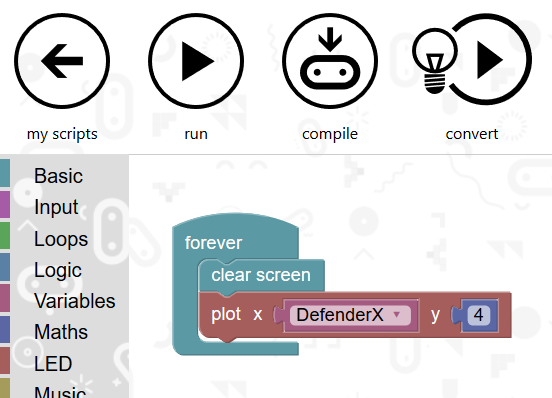 my scripts run compile convert
Basic
Input
Loops
Logic
Variables
Maths
LED
Music
forever
clear screen
plot x DefenderX y 4